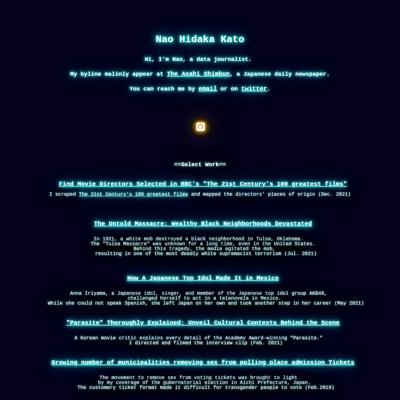 Nao Hidaka Kato
Hi, I'm Nao, a data journalist.
My byline malinly appear at The Asahi Shimbun, a Japanese daily newspaper.
You can reach me by email or on twitter.
==Select Work==
Find Movie Directors Selected in BBC's "The 21st Century's 100 greatest films"
I scraped The 21st Century's 100 greatest films and mapped the directors' places of origin (Dec. 2021)
The Untold Massacre: Wealthy Black Neighborhoods Devastated
In 1921, a white mob destroyed a black neighborhood in Tulsa, Oklahoma.
The "Tulsa Massacre" was unknown for a long time, even in the United States.
Behind this tragedy, the media agitated the mob,
resulting in one of the most deadly white supremacist terrorism (Jul. 2021)
How A Japanese Top Idol Made It in Mexico
Anna Iriyama, a Japanese idol, singer, and member of the Japanese top idol group AKB48,
challenged herself to act in a telenovela in Mexico.
While she could not speak Spanish, she left Japan on her own and took another step in her career (May 2021)
"Parasite" Thoroughly Explained: Unveil Cultural Contexts Behind the Scene
A Korean movie critic explains every detail of the Academy Award-winning "Parasite."
I directed and filmed the interview clip (Feb. 2021)
Growing number of municipalities removing sex from polling place admission Tickets
The movement to remove sex from voting tickets was brought to light
by my coverage of the gubernatorial election in Aichi Prefecture, Japan.
The customary ticket format made it difficult for transgender people to vote (Feb.2019)